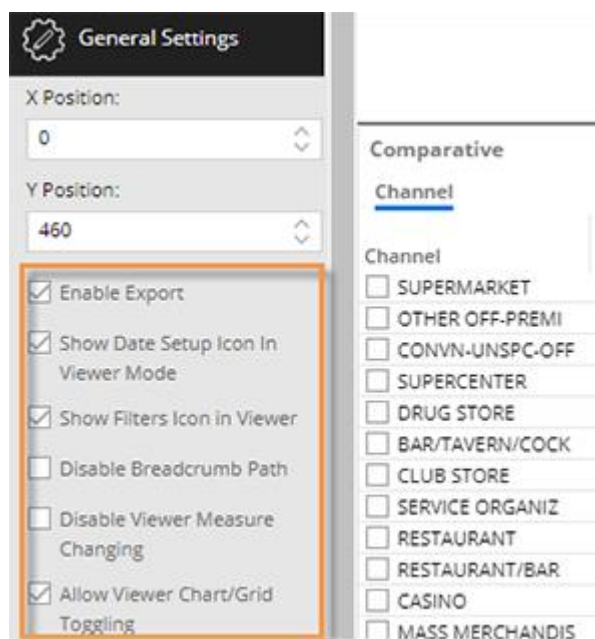 General Settings
X Position:
0
Y Position:
460
Enable Export
Show Date Setup Icon In
Viewer Mode
Show Filters Icon in Viewer
Disable Breadcrumb Path
Disable Viewer Measure
Changing
Allow Viewer Chart/Grid
Toggling
Comparative
Channel
Channel
SUPERMARKET
OTHER OFF-PREMI
CONVN-UNSPC-OFF
SUPERCENTER
DRUG STORE
BAR/TAVERN/COCK
CLUB STORE
SERVICE ORGANIZ
RESTAURANT
RESTAURANT/BAR
CASINO
MASS MERCHANDIS